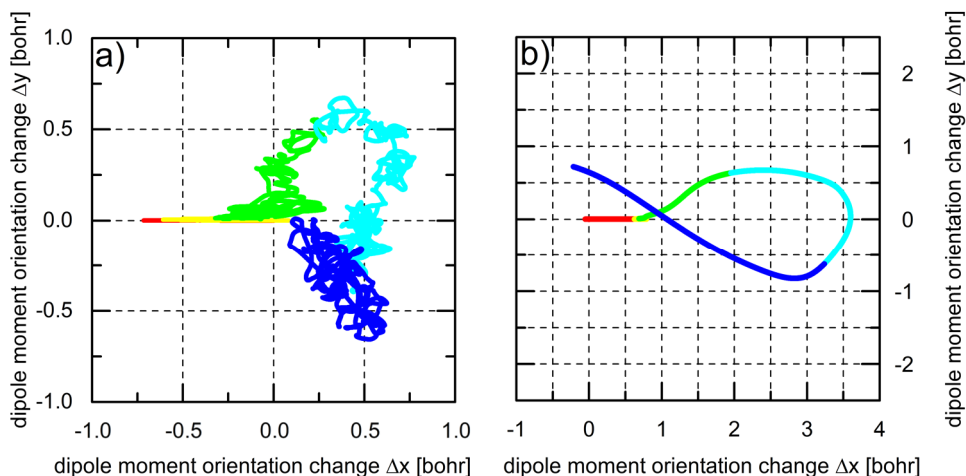 a)
dipole moment orientation change Δy [bohr]
1.0
0.5
0.0
-0.5
-1.0
-1.0 -0.5 0.0 0.5 1.0
dipole moment orientation change Δx [bohr]
b)
2
1
0
-1
-2
dipole moment orientation change Δy [bohr]
-1 0 1 2 3 4
dipole moment orientation change Δx [bohr]